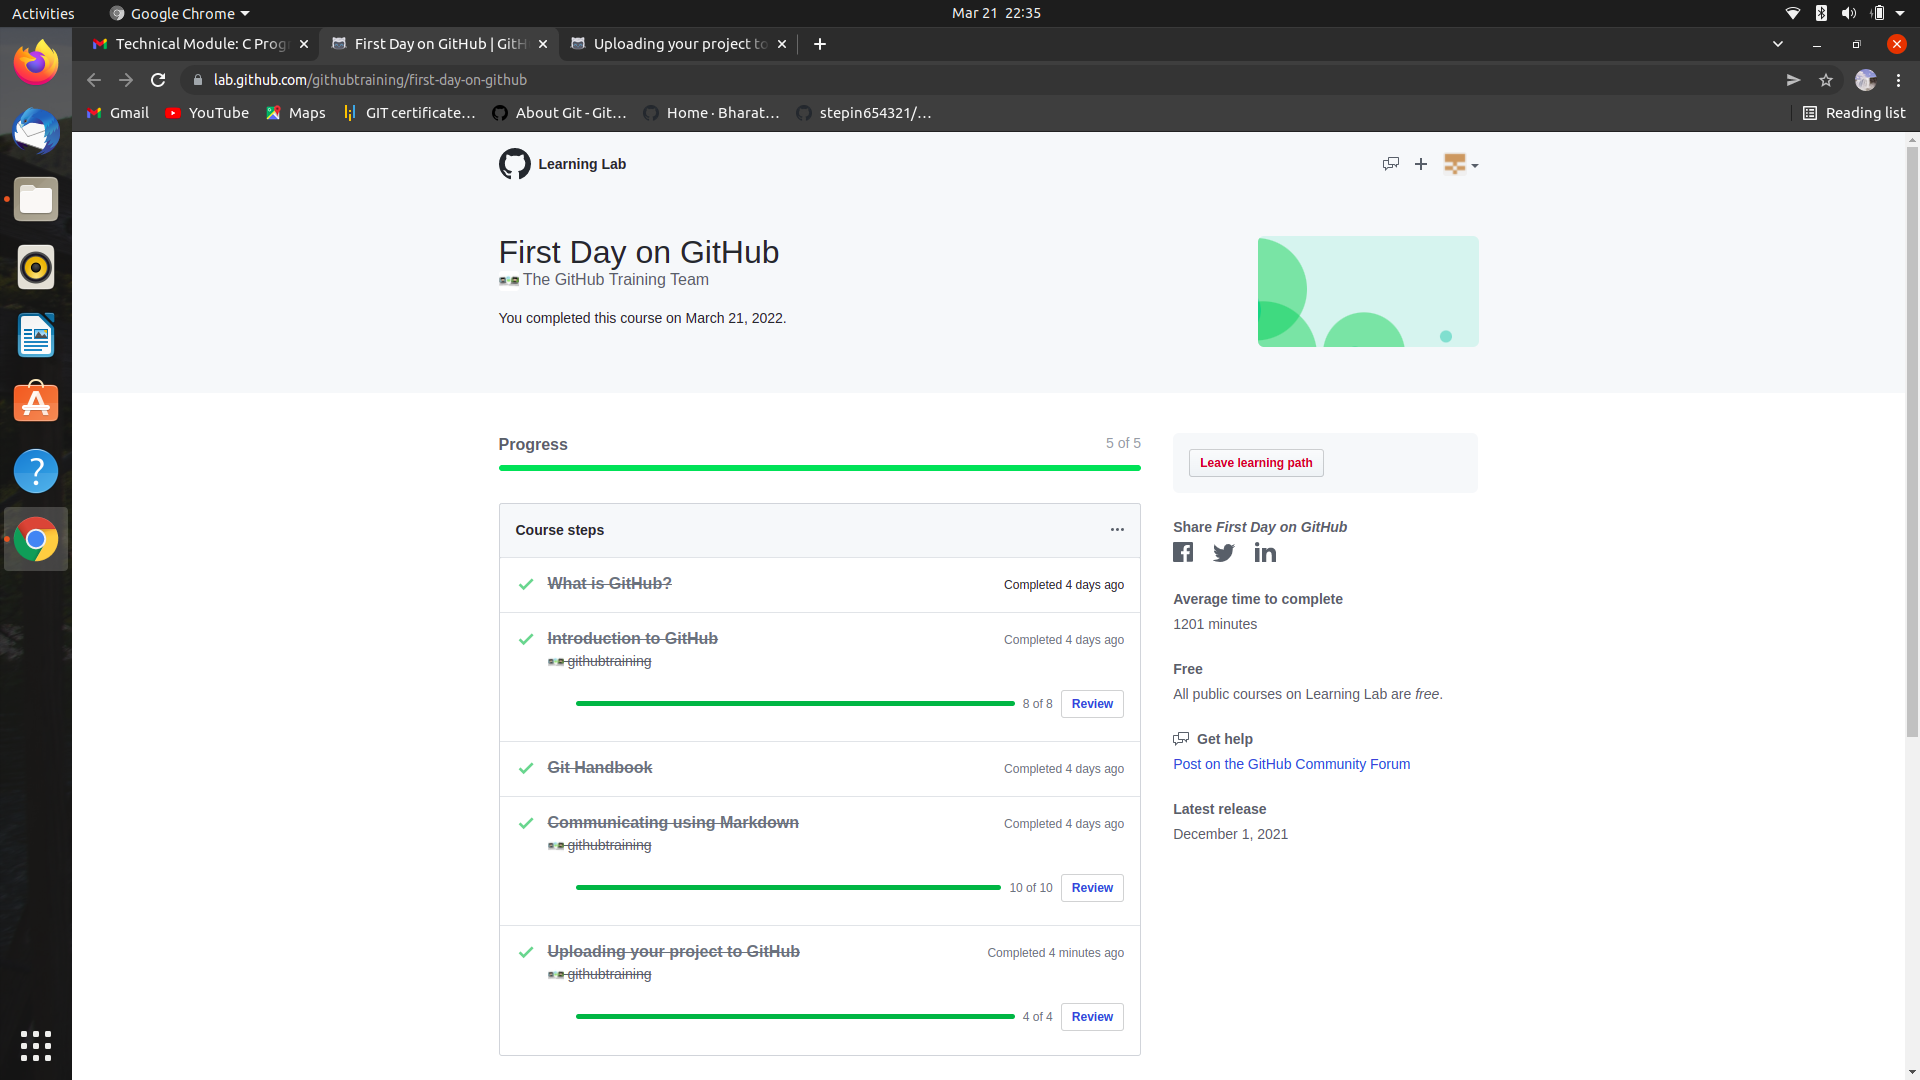 Activities
Google Chrome
Mar 21 22:35
Technical Module: C Prog
First Day on GitHub | GitH
Uploading your project to
lab.github.com/githubtraining/first-day-on-github
Gmail
YouTube
Maps
GIT certificate…
About Git - Git…
Home · Bharat…
stepin654321/…
Reading list
Learning Lab
First Day on GitHub
The GitHub Training Team
You completed this course on March 21, 2022.
Progress
5 of 5
Leave learning path
Course steps
Share First Day on GitHub
What is GitHub?
Completed 4 days ago
Introduction to GitHub
Completed 4 days ago
githubtraining
8 of 8
Review
Git Handbook
Completed 4 days ago
Communicating using Markdown
Completed 4 days ago
githubtraining
10 of 10
Review
Uploading your project to GitHub
Completed 4 minutes ago
githubtraining
4 of 4
Review
Average time to complete
1201 minutes
Free
All public courses on Learning Lab are free.
Get help
Post on the GitHub Community Forum
Latest release
December 1, 2021